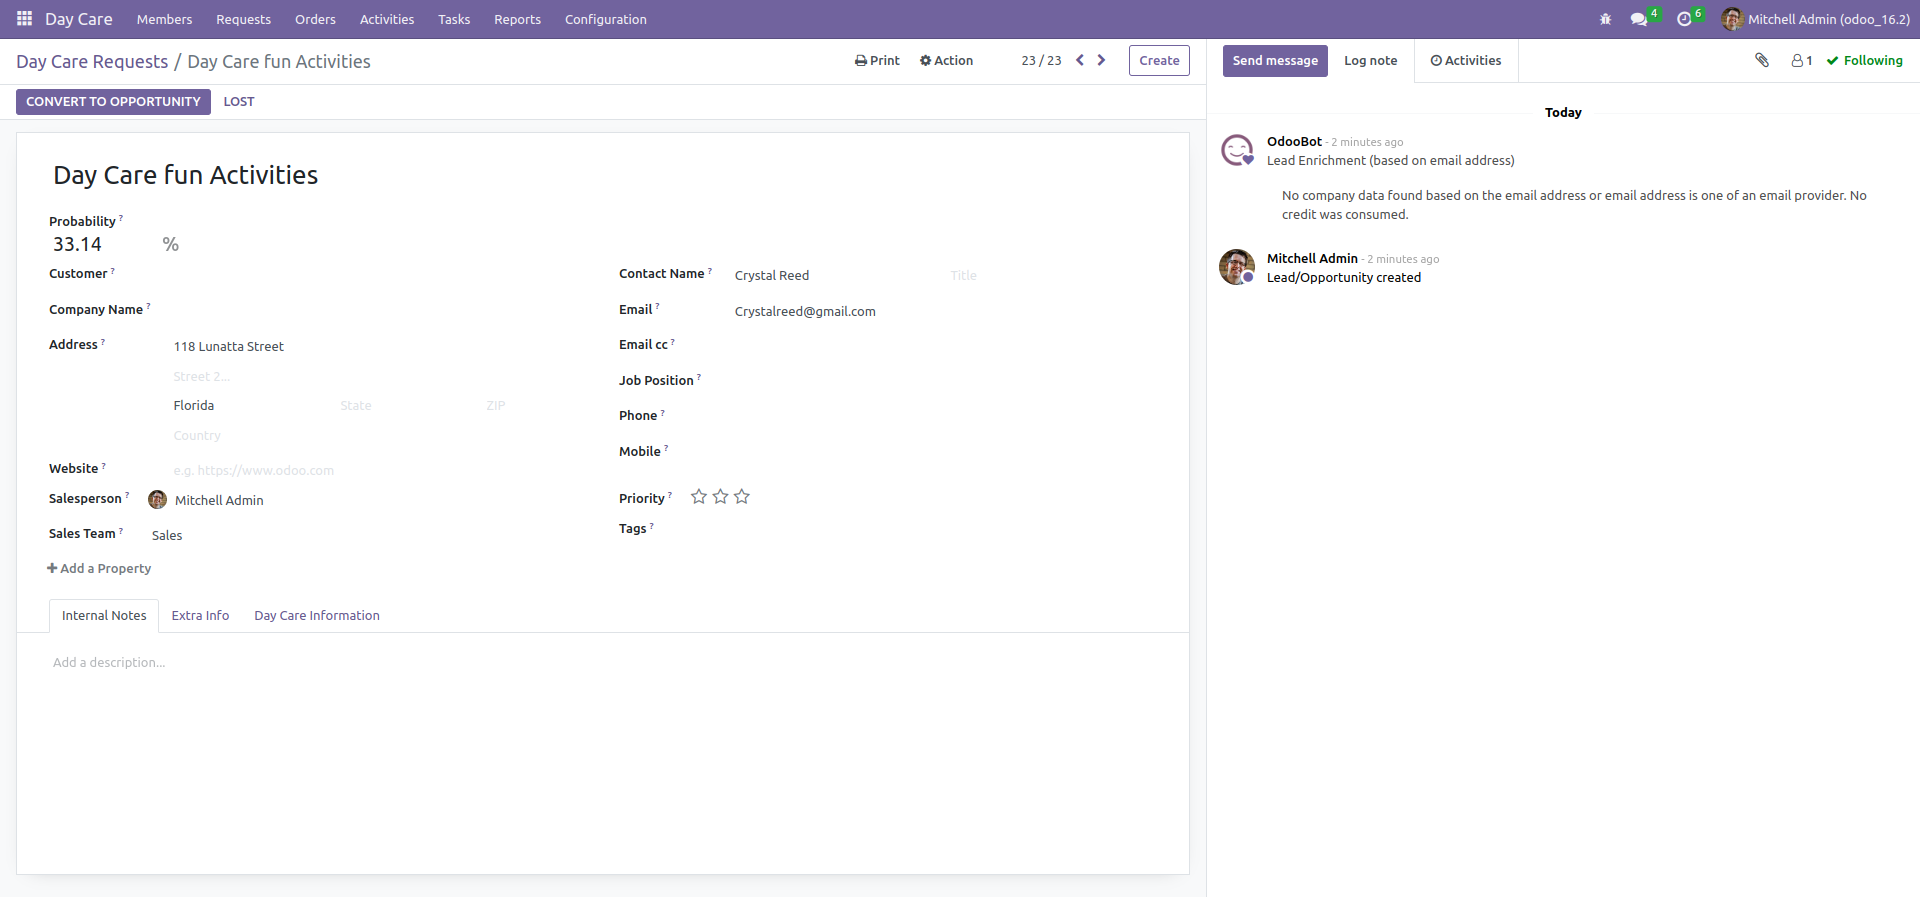 Day Care Members Requests Orders Activities Tasks Reports Configuration 4 6 Mitchell Admin (odoo_16.2)
Day Care Requests / Day Care fun Activities Print Action 23 / 23 Create
CONVERT TO OPPORTUNITY LOST
Day Care fun Activities
Probability ?
33.14 %
Customer ?
Company Name ?
Address ? 118 Lunatta Street
Street 2...
Florida State ZIP
Country
Website ? e.g. https://www.odoo.com
Salesperson ? Mitchell Admin
Sales Team ? Sales
Contact Name ? Crystal Reed Title
Email ? Crystalreed@gmail.com
Email cc ?
Job Position ?
Phone ?
Mobile ?
Priority ?
Tags ?
Add a Property
Internal Notes Extra Info Day Care Information
Add a description...
Send message Log note Activities 1 Following
Today
OdooBot - 2 minutes ago
Lead Enrichment (based on email address)
No company data found based on the email address or email address is one of an email provider. No
credit was consumed.
Mitchell Admin - 2 minutes ago
Lead/Opportunity created